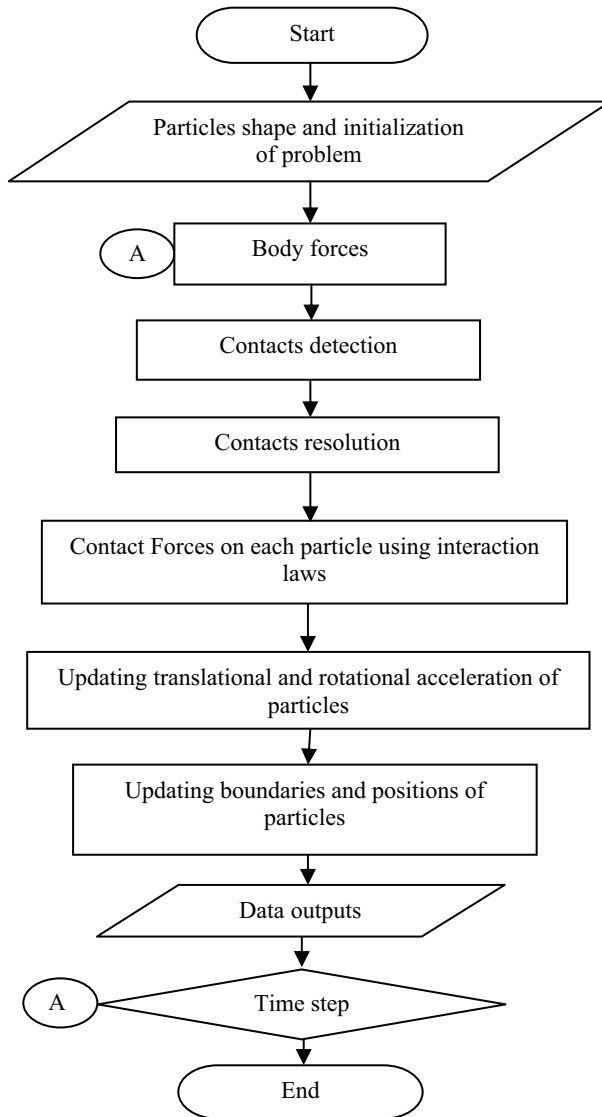 Start
Particles shape and initialization
of problem
A
Body forces
Contacts detection
Contacts resolution
Contact Forces on each particle using interaction
laws
Updating translational and rotational acceleration of
particles
Updating boundaries and positions of
particles
Data outputs
A
Time step
End